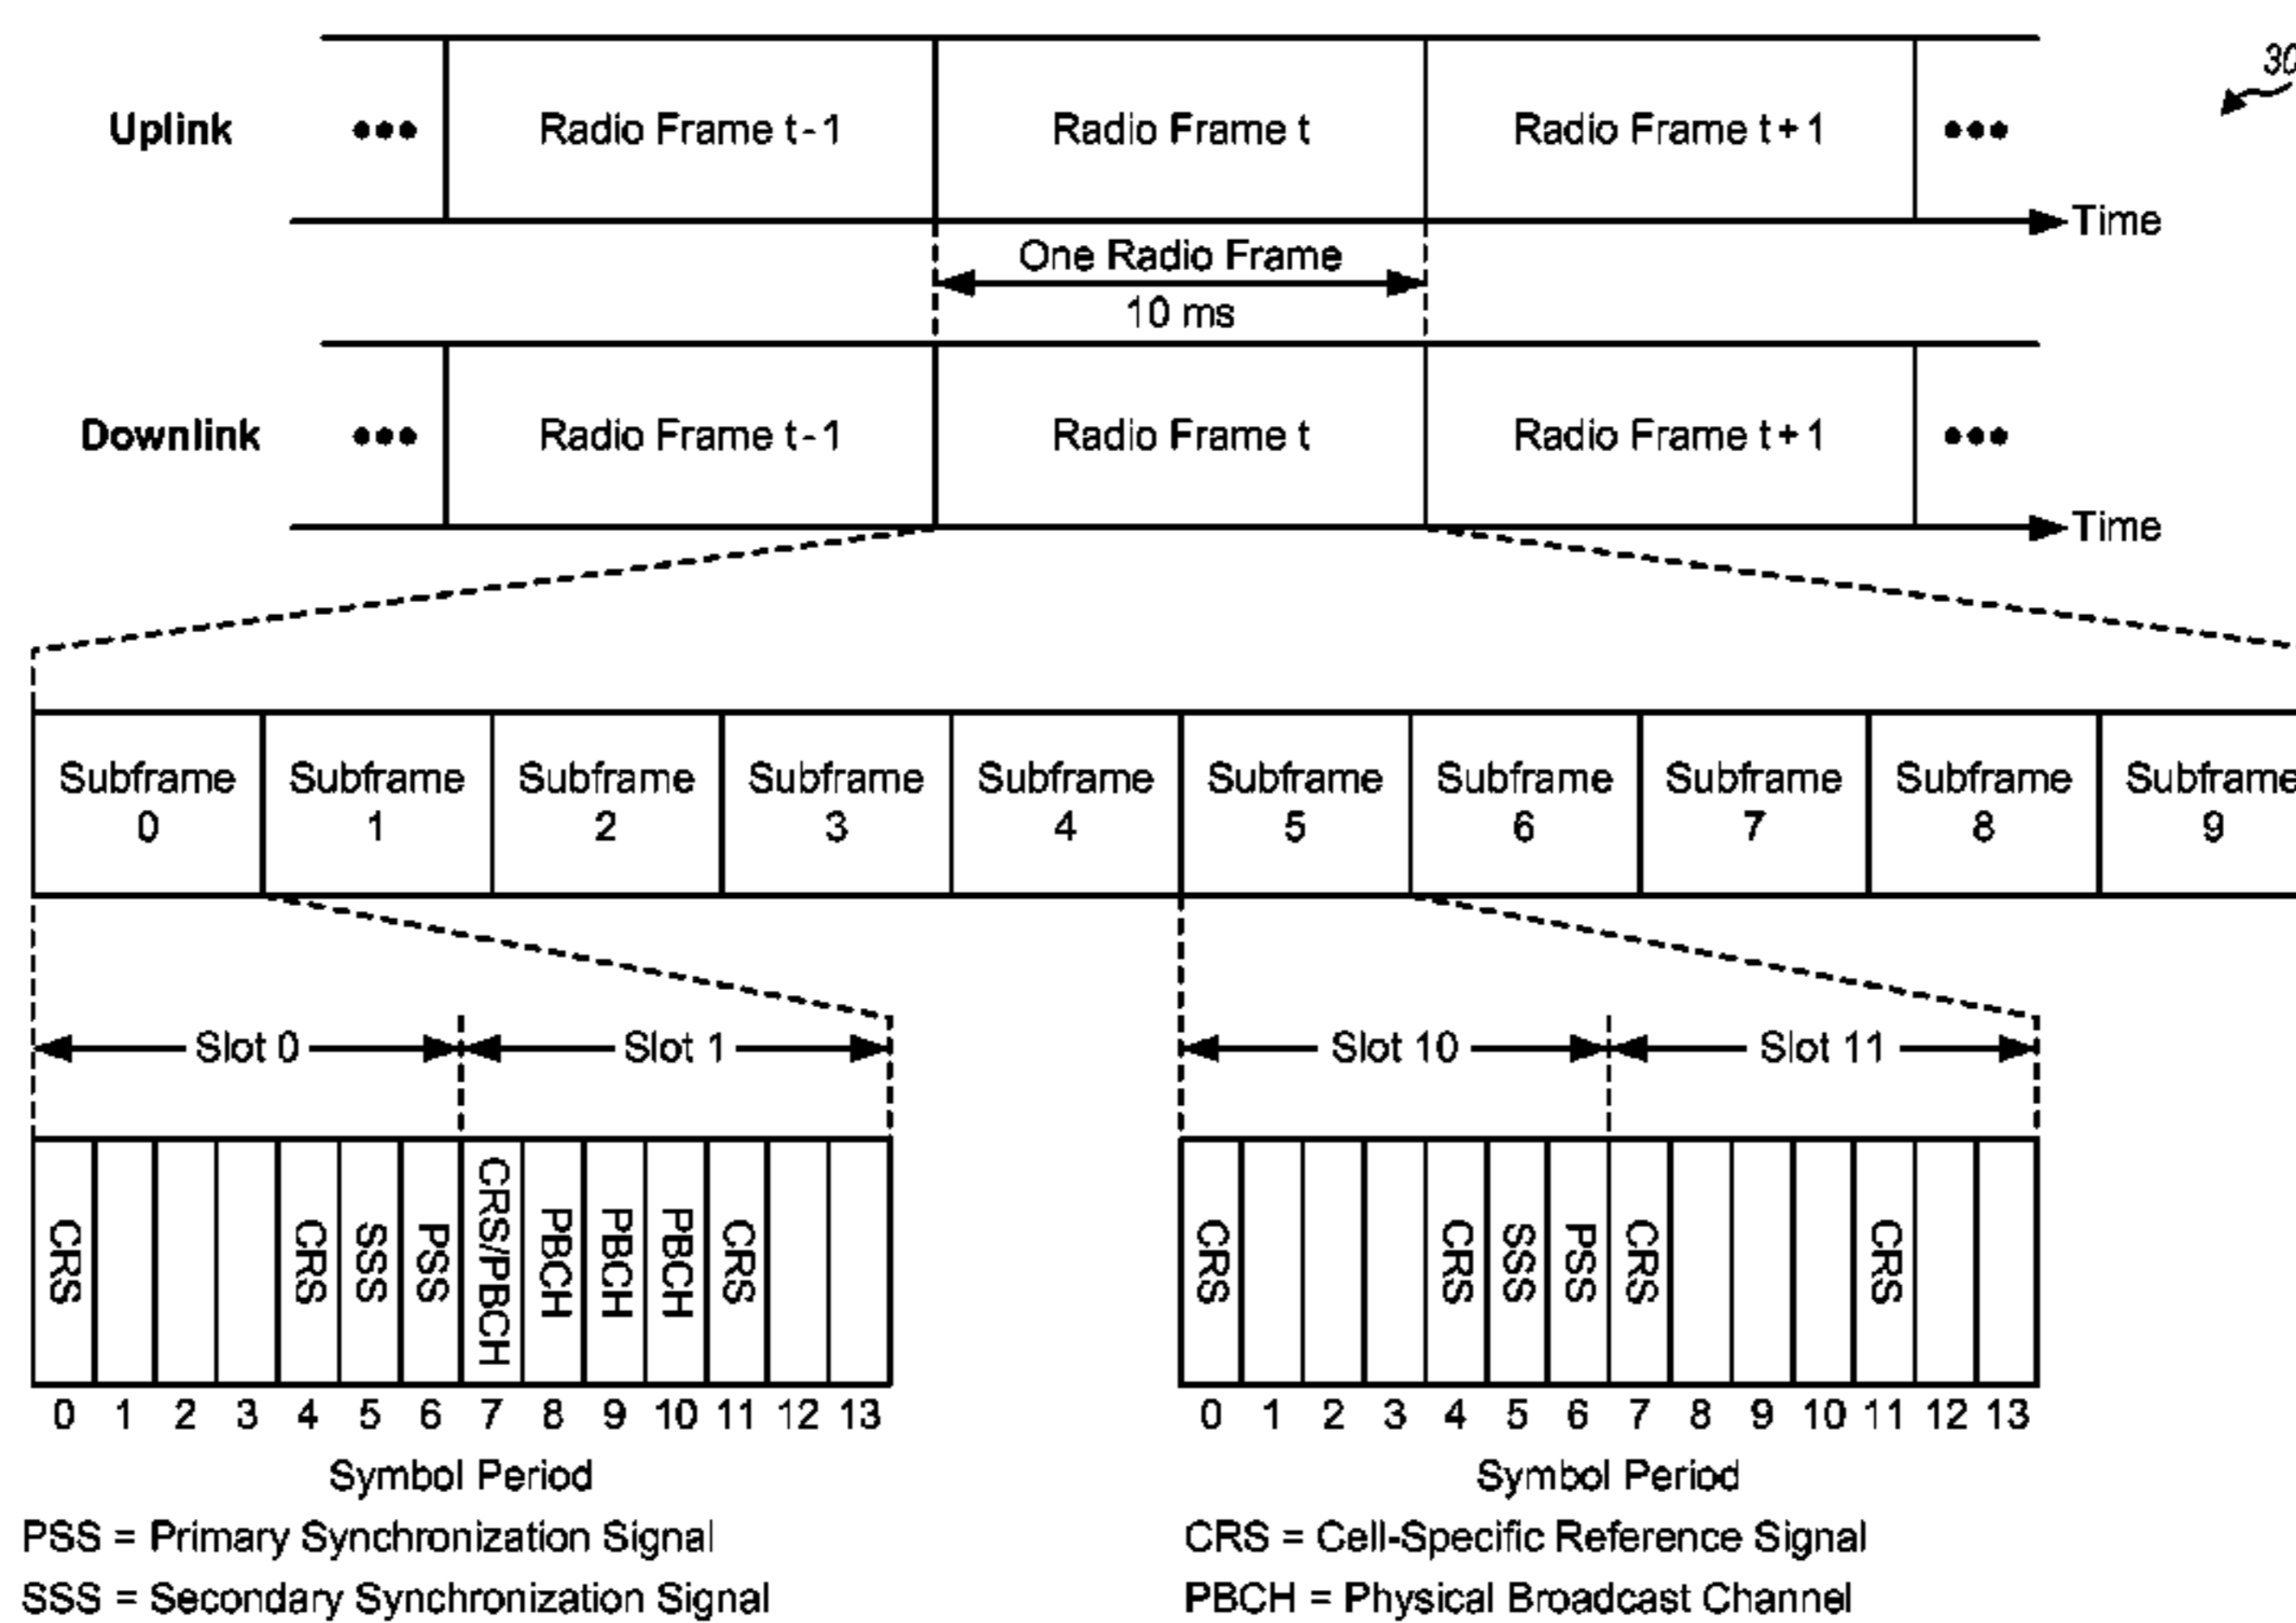 30
Uplink ••• Radio Frame t - 1 Radio Frame t Radio Frame t + 1 •••
Time
One Radio Frame
10 ms
Downlink ••• Radio Frame t - 1 Radio Frame t Radio Frame t + 1 •••
Time
Subframe 0
Subframe 1
Subframe 2
Subframe 3
Subframe 4
Subframe 5
Subframe 6
Subframe 7
Subframe 8
Subframe 9
Slot 0 Slot 1
CRS CRS SSS PSS CRS/PBCH PBCH PBCH PBCH CRS
0 1 2 3 4 5 6 7 8 9 10 11 12 13
Symbol Period
Slot 10 Slot 11
CRS CRS SSS PSS CRS CRS
0 1 2 3 4 5 6 7 8 9 10 11 12 13
Symbol Period
PSS = Primary Synchronization Signal
SSS = Secondary Synchronization Signal
CRS = Cell-Specific Reference Signal
PBCH = Physical Broadcast Channel